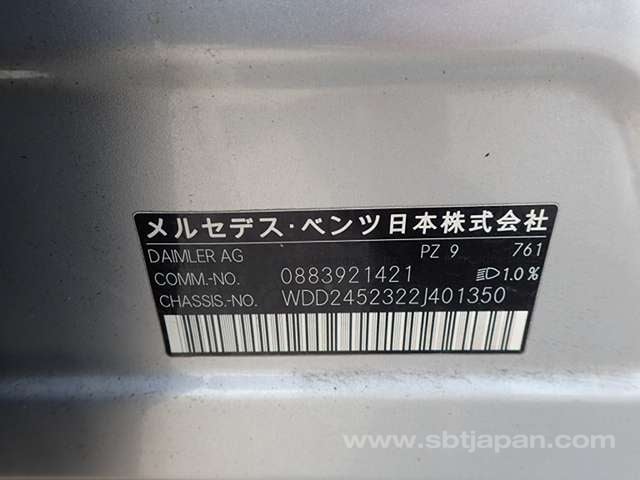 メルセデス・ベンツ日本株式会社
DAIMLER AG PZ 9 761
COMM.-NO. 0883921421 1.0%
CHASSIS.-NO. WDD2452322J401350
www.sbtjapan.com